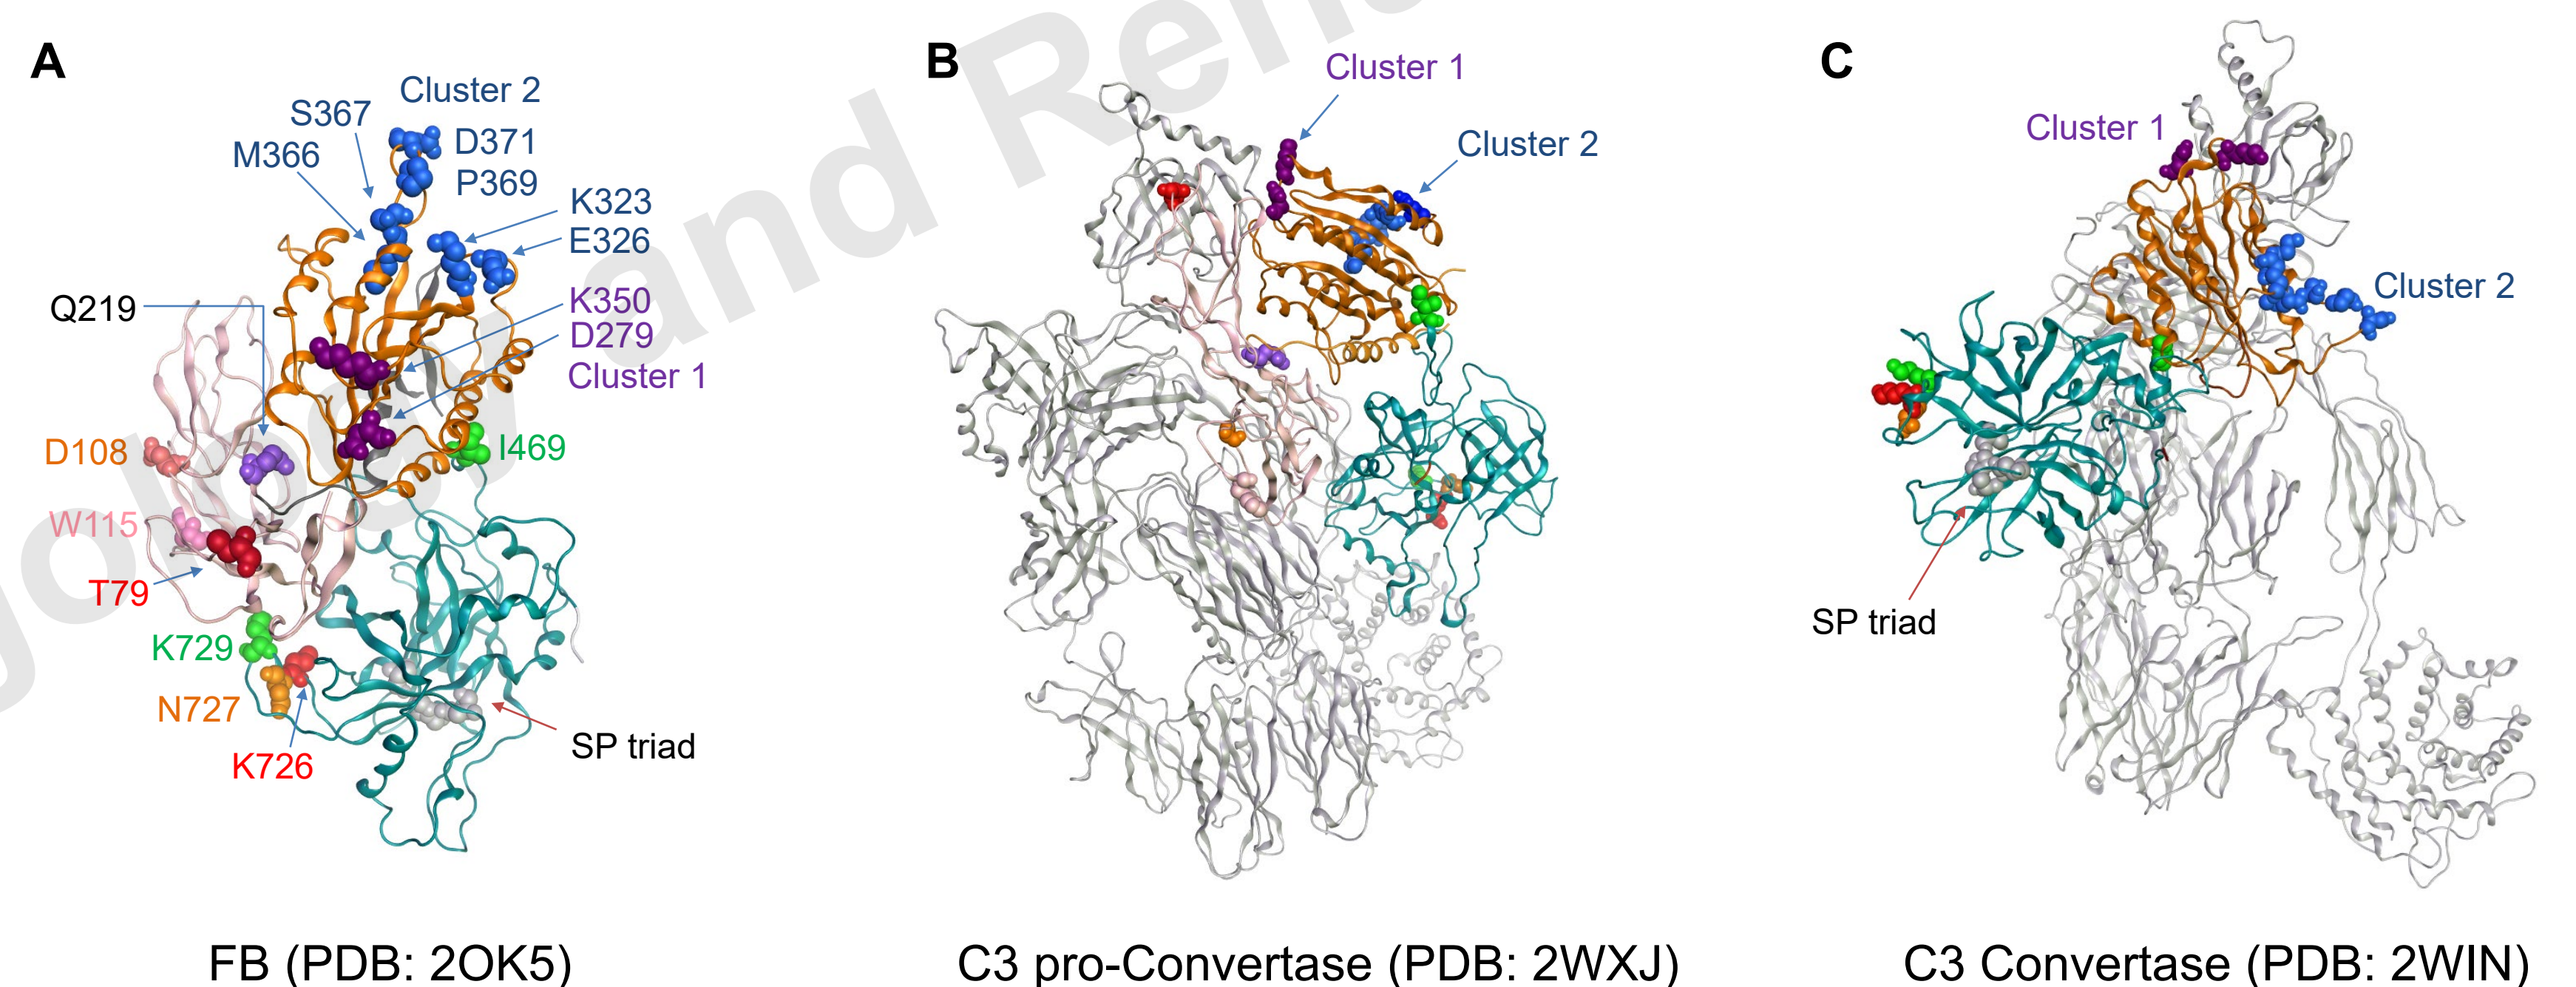 A
Cluster 2
S367
D371
M366
P369
K323
E326
Q219
K350
D279
Cluster 1
D108
I469
W115
T79
K729
N727
K726
SP triad
FB (PDB: 2OK5)
B
Cluster 1
Cluster 2
C3 pro-Convertase (PDB: 2WXJ)
C
Cluster 1
Cluster 2
SP triad
C3 Convertase (PDB: 2WIN)
and